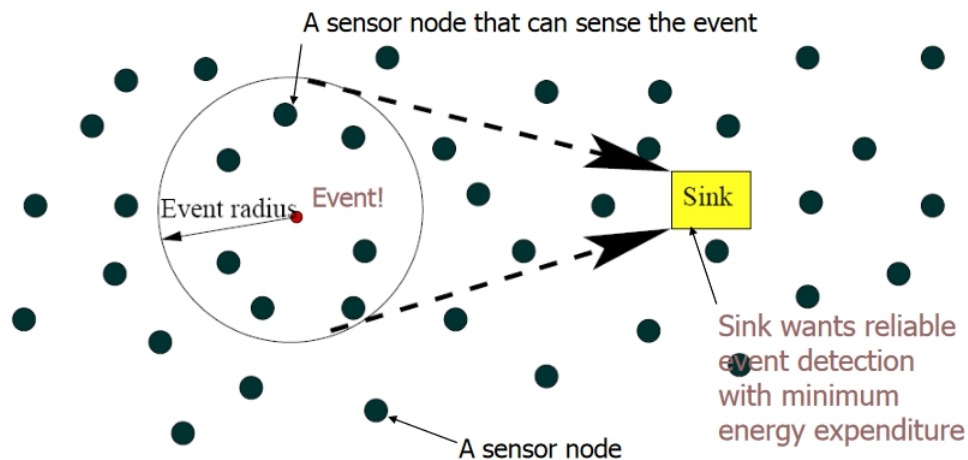 A sensor node that can sense the event
Event!
Event radius
Sink
Sink wants reliable
event detection
with minimum
energy expenditure
A sensor node